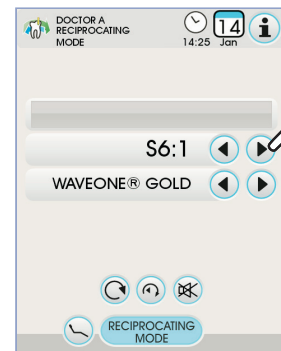 DOCTOR A
RECIPROCATING
MODE
14:25
14
Jan
i
S6:1
WAVEONE® GOLD
RECIPROCATING
MODE